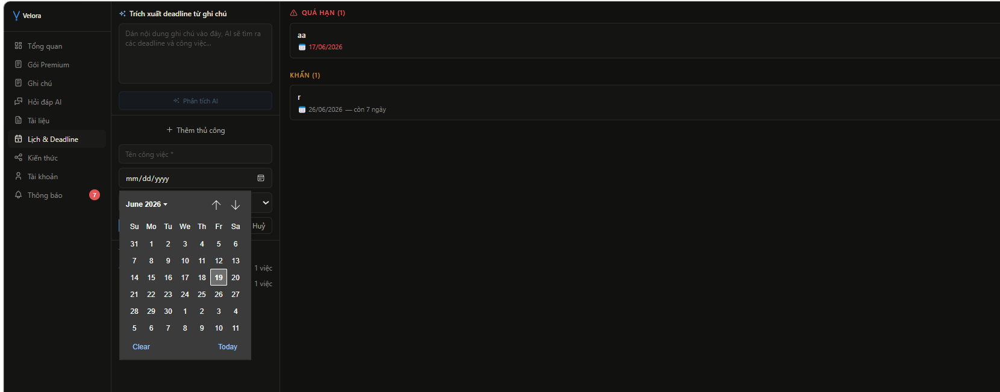 Velora
Tổng quan
Gói Premium
Ghi chú
Hỏi đáp AI
Tài liệu
Lịch & Deadline
Kiến thức
Tài khoản
Thông báo 7
Trích xuất deadline từ ghi chú
Dán nội dung ghi chú vào đây, AI sẽ tìm ra
các deadline và công việc...
Phân tích AI
+ Thêm thủ công
Tên công việc *
mm/dd/yyyy
June 2026
Su Mo Tu We Th Fr Sa
31 1 2 3 4 5 6
7 8 9 10 11 12 13
14 15 16 17 18 19 20
21 22 23 24 25 26 27
28 29 30 1 2 3 4
5 6 7 8 9 10 11
Clear Today
Huỷ
1 việc
1 việc
QUÁ HẠN (1)
aa
17/06/2026
KHẨN (1)
r
26/06/2026 — còn 7 ngày